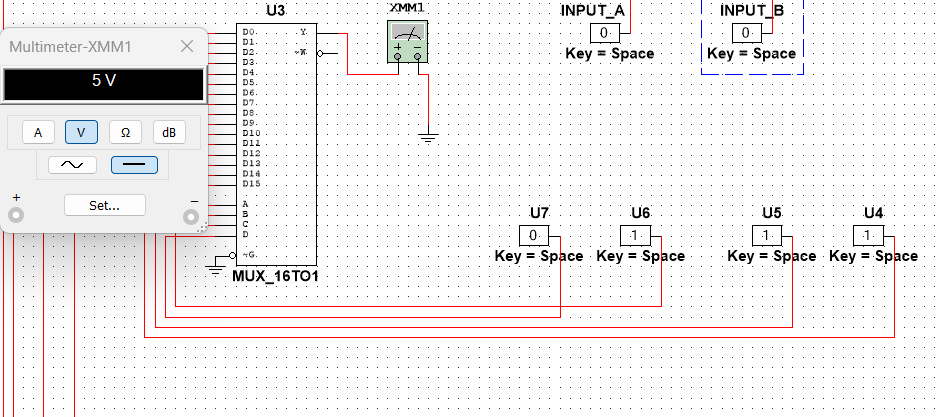 U3
XMM1
INPUT_A
INPUT_B
Multimeter-XMM1
5 V
A
V
Ω
dB
Set...
+
−
D0
D1
D2
D3
D4
D5
D6
D7
D8
D9
D10
D11
D12
D13
D14
D15
A
B
C
D
~G
Y
~W
MUX_16TO1
+
0
Key = Space
0
Key = Space
U7
U6
U5
U4
0
1
1
1
Key = Space
Key = Space
Key = Space
Key = Space